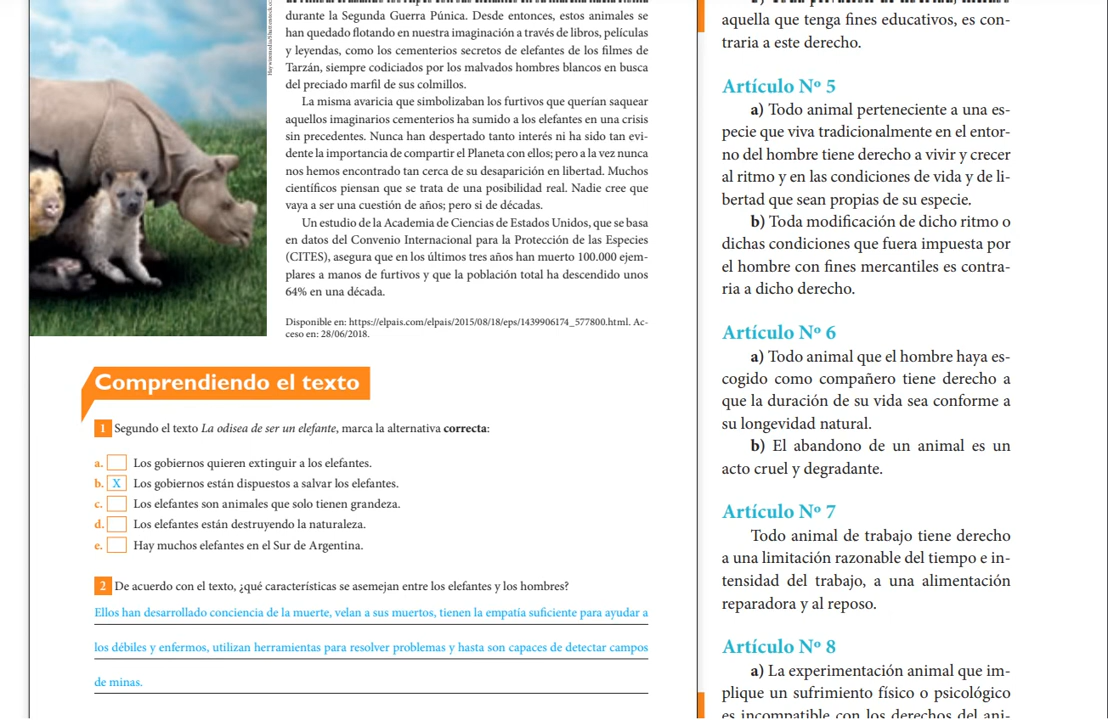 durante la Segunda Guerra Púnica. Desde entonces, estos animales se
han quedado flotando en nuestra imaginación a través de libros, películas
y leyendas, como los cementerios secretos de elefantes de los filmes de
Tarzán, siempre codiciados por los malvados hombres blancos en busca
del preciado marfil de sus colmillos.
La misma avaricia que simbolizaban los furtivos que querían saquear
aquellos imaginarios cementerios ha sumido a los elefantes en una crisis
sin precedentes. Nunca han despertado tanto interés ni ha sido tan evi-
dente la importancia de compartir el Planeta con ellos; pero a la vez nunca
nos hemos encontrado tan cerca de su desaparición en libertad. Muchos
científicos piensan que se trata de una posibilidad real. Nadie cree que
vaya a ser una cuestión de años; pero si de décadas.
Un estudio de la Academia de Ciencias de Estados Unidos, que se basa
en datos del Convenio Internacional para la Protección de las Especies
(CITES), asegura que en los últimos tres años han muerto 100.000 ejem-
plares a manos de furtivos y que la población total ha descendido unos
64% en una década.
Disponible en: https://elpais.com/elpais/2015/08/18/eps/1439906174_577800.html. Ac-
ceso en: 28/06/2018.
Comprendiendo el texto
1 Segundo el texto La odisea de ser un elefante, marca la alternativa correcta:
a. Los gobiernos quieren extinguir a los elefantes.
b. X Los gobiernos están dispuestos a salvar los elefantes.
c. Los elefantes son animales que solo tienen grandeza.
d. Los elefantes están destruyendo la naturaleza.
e. Hay muchos elefantes en el Sur de Argentina.
2 De acuerdo con el texto, ¿qué características se asemejan entre los elefantes y los hombres?
Ellos han desarrollado conciencia de la muerte, velan a sus muertos, tienen la empatía suficiente para ayudar a
los débiles y enfermos, utilizan herramientas para resolver problemas y hasta son capaces de detectar campos
de minas.
aquella que tenga fines educativos, es con-
traria a este derecho.
Artículo Nº 5
a) Todo animal perteneciente a una es-
pecie que viva tradicionalmente en el entor-
no del hombre tiene derecho a vivir y crecer
al ritmo y en las condiciones de vida y de li-
bertad que sean propias de su especie.
b) Toda modificación de dicho ritmo o
dichas condiciones que fuera impuesta por
el hombre con fines mercantiles es contra-
ria a dicho derecho.
Artículo Nº 6
a) Todo animal que el hombre haya es-
cogido como compañero tiene derecho a
que la duración de su vida sea conforme a
su longevidad natural.
b) El abandono de un animal es un
acto cruel y degradante.
Artículo Nº 7
Todo animal de trabajo tiene derecho
a una limitación razonable del tiempo e in-
tensidad del trabajo, a una alimentación
reparadora y al reposo.
Artículo Nº 8
a) La experimentación animal que im-
plique un sufrimiento físico o psicológico
es incompatible con los derechos del ani-